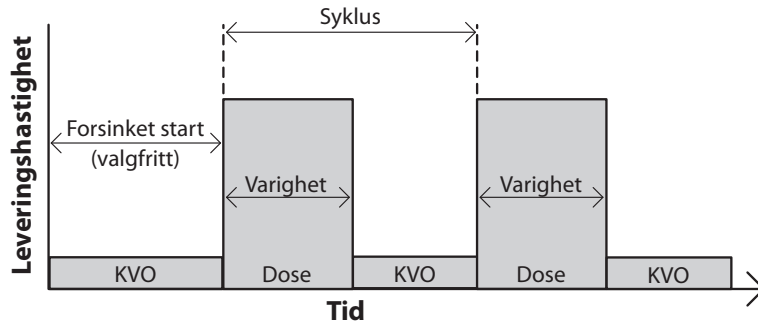 Syklus
Leveringshastighet
Forsinket start
(valgfritt)
Varighet
Varighet
KVO
Dose
KVO
Dose
KVO
Tid